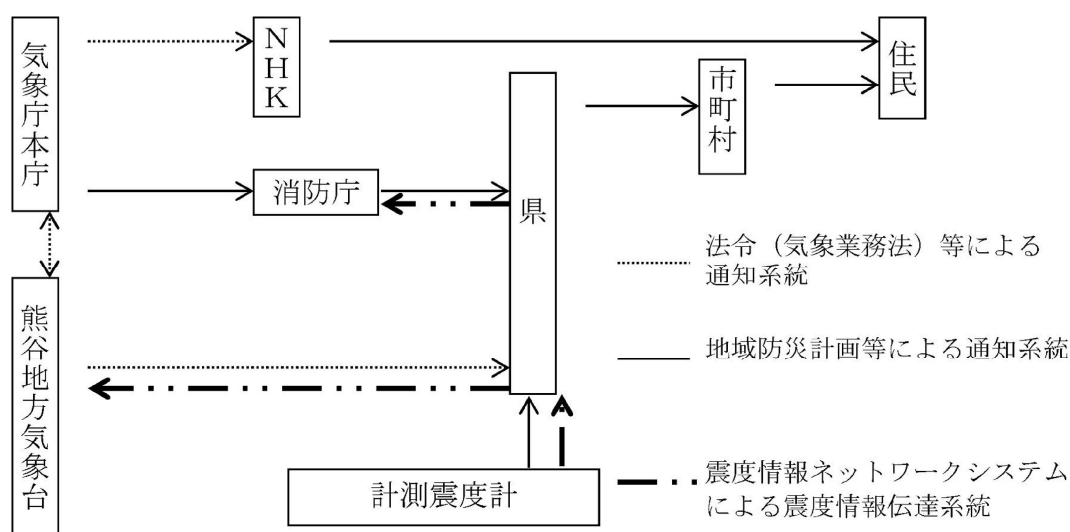 気象庁本庁
NHK
住民
市町村
消防庁
県
法令（気象業務法）等による
通知系統
熊谷地方気象台
地域防災計画等による通知系統
計測震度計
震度情報ネットワークシステム
による震度情報伝達系統